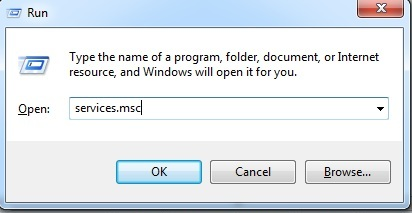 Run
Type the name of a program, folder, document, or Internet
resource, and Windows will open it for you.
Open: services.msc
OK Cancel Browse...